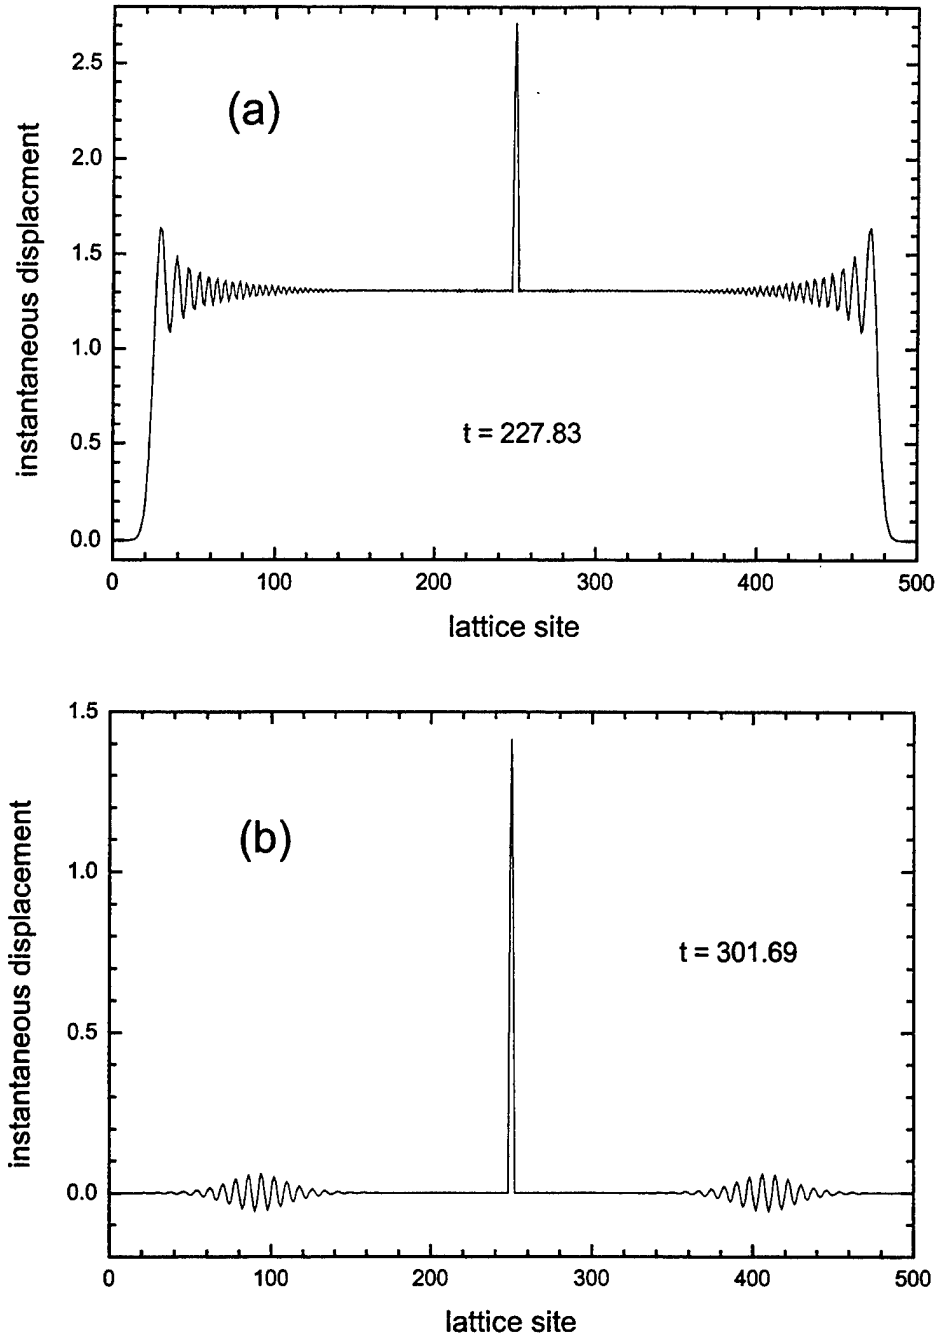 2.5
(a)
2.0
instantaneous displacment
1.5
1.0
t = 227.83
0.5
0.0
0 100 200 300 400 500
lattice site
1.5
(b)
instantaneous displacement
1.0
t = 301.69
0.5
0.0
0 100 200 300 400 500
lattice site